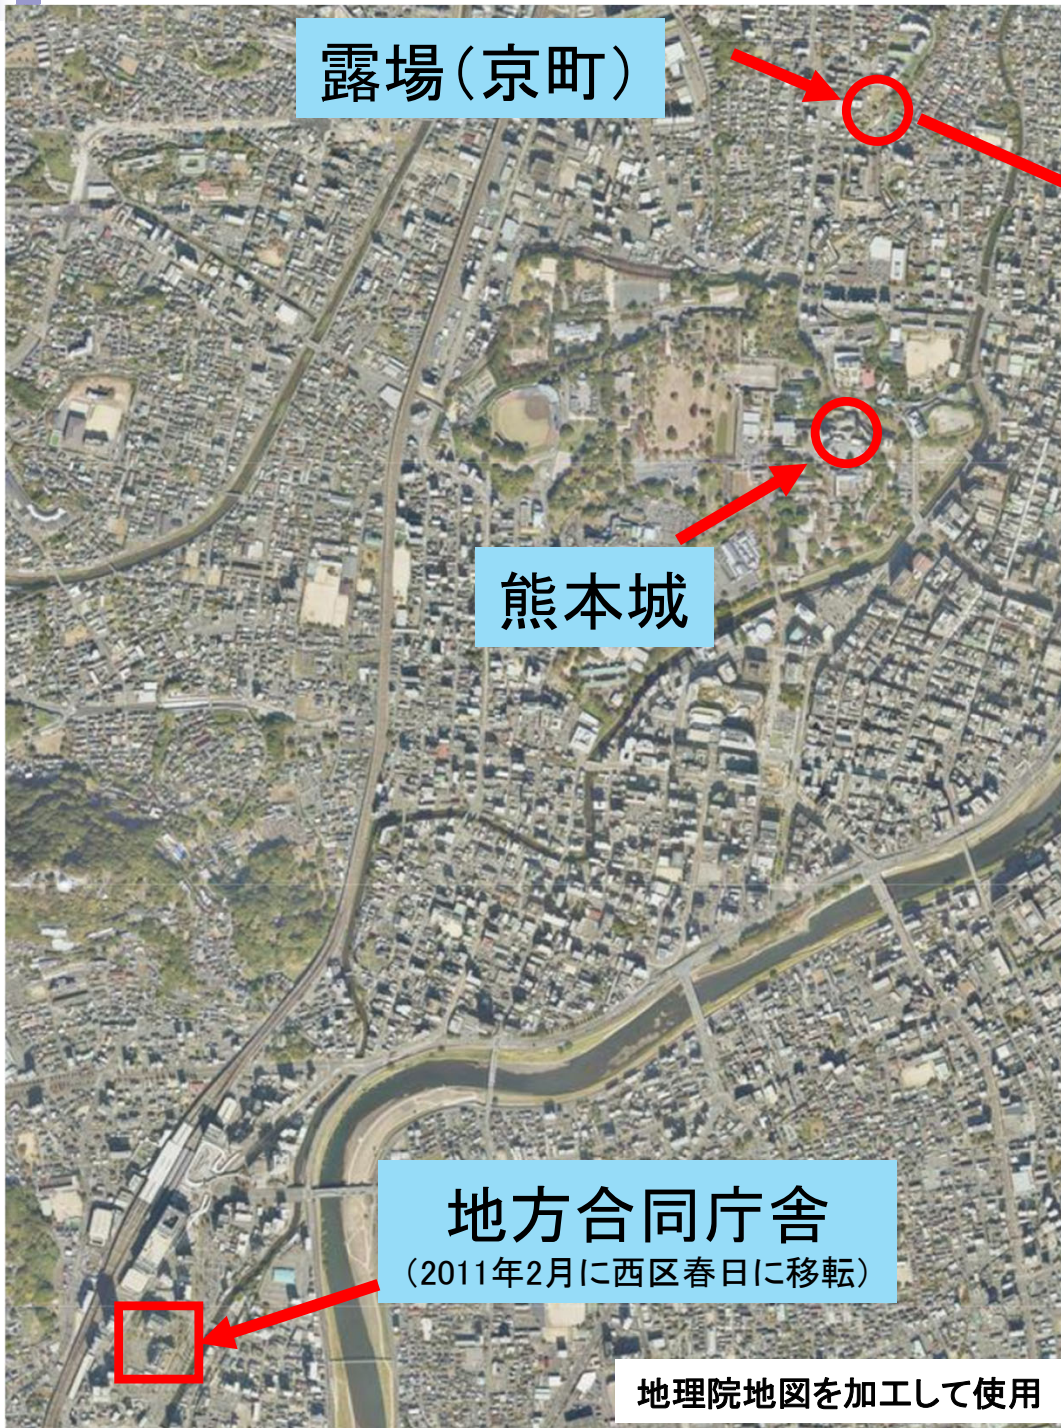 露場(京町)
熊本城
地方合同庁舎
(2011年2月に西区春日に移転)
地理院地図を加工して使用